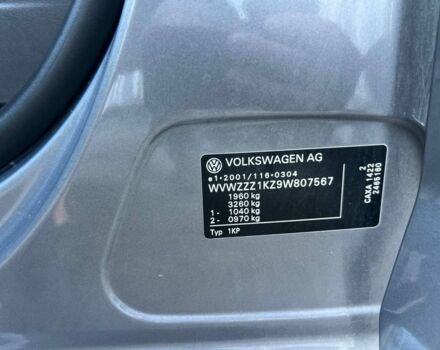 VOLKSWAGEN AG
e1*2001/116*0304
WVWZZZ1KZ9W807567
1960 kg
3260 kg
1 - 1040 kg
2 - 0970 kg
Typ 1KP
2
CAXA 1422
2465180